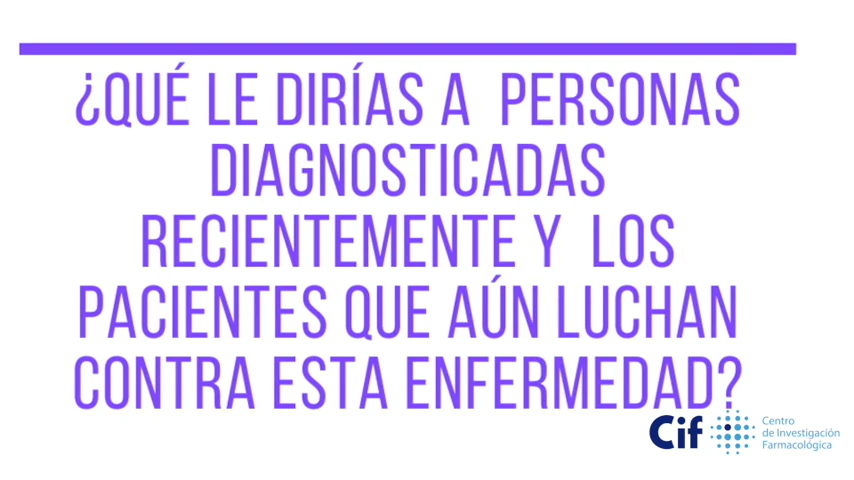 ¿QUÉ LE DIRÍAS A PERSONAS
DIAGNOSTICADAS
RECIENTEMENTE Y LOS
PACIENTES QUE AÚN LUCHAN
CONTRA ESTA ENFERMEDAD?
Cif
Centro
de Investigación
Farmacológica